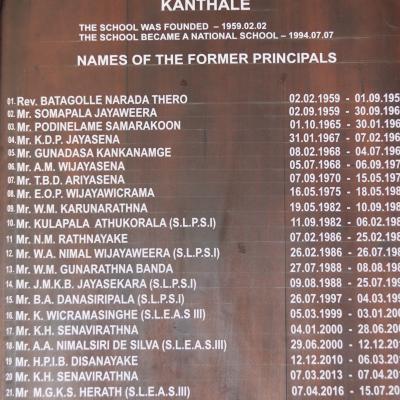 KANTHALE
THE SCHOOL WAS FOUNDED – 1959.02.02
THE SCHOOL BECAME A NATIONAL SCHOOL – 1994.07.07
NAMES OF THE FORMER PRINCIPALS
01. Rev. BATAGOLLE NARADA THERO 02.02.1959 - 01.09.195
02. Mr. SOMAPALA JAYAWEERA 02.09.1959 - 30.09.196
03. Mr. PODINELAME SAMARAKOON 01.10.1965 - 30.01.196
04. Mr. K.D.P. JAYASENA 31.01.1967 - 07.02.196
05. Mr. GUNADASA KANKANAMGE 08.02.1968 - 04.07.196
06. Mr. A.M. WIJAYASENA 05.07.1968 - 06.09.197
07. Mr. T.B.D. ARIYASENA 07.09.1970 - 15.05.197
08. Mr. E.O.P. WIJAYAWICRAMA 16.05.1975 - 18.05.198
09. Mr. W.M. KARUNARATHNA 19.05.1982 - 10.09.198
10. Mr. KULAPALA ATHUKORALA (S.L.P.S.I) 11.09.1982 - 06.02.198
11. Mr. N.M. RATHNAYAKE 07.02.1986 - 25.02.198
12. Mr. W.A. NIMAL WIJAYAWEERA (S.L.P.S.I) 26.02.1986 - 26.07.198
13. Mr. W.M. GUNARATHNA BANDA 27.07.1988 - 08.08.198
14. Mr. J.M.K.B. JAYASEKARA (S.L.P.S.I) 09.08.1988 - 25.07.199
15. Mr. B.A. DANASIRIPALA (S.L.P.S.I) 26.07.1997 - 04.03.199
16. Mr. K. WICRAMASINGHE (S.L.E.A.S III) 05.03.1999 - 03.01.200
17. Mr. K.H. SENAVIRATHNA 04.01.2000 - 28.06.200
18. Mr. A.A. NIMALSIRI DE SILVA (S.L.E.A.S.III) 29.06.2000 - 12.12.201
19. Mr. H.P.I.B. DISANAYAKE 12.12.2010 - 06.03.201
20. Mr. K.H. SENAVIRATHNA 07.03.2013 - 07.04.201
21. Mr M.G.K.S. HERATH (S.L.E.A.S III) 07.04.2016 - 15.07.20